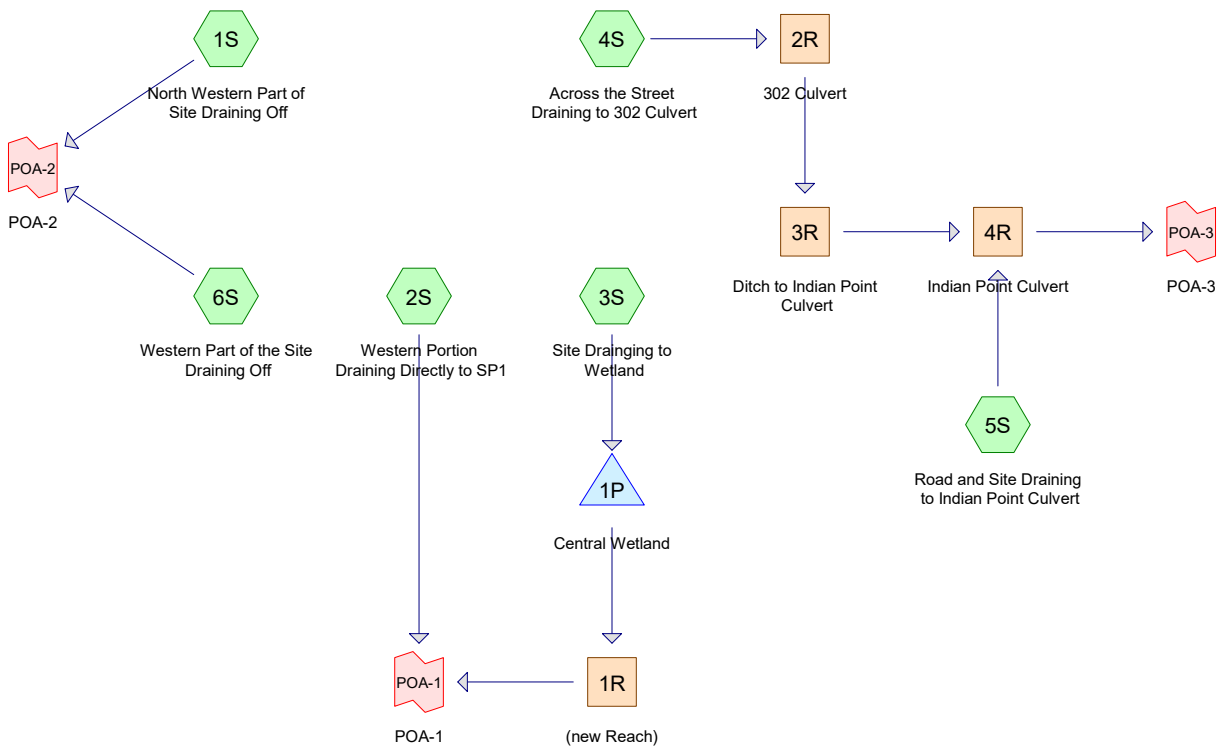 1S
North Western Part of
Site Draining Off
4S
Across the Street
Draining to 302 Culvert
2R
302 Culvert
POA-2
POA-2
3R
Ditch to Indian Point
Culvert
4R
Indian Point Culvert
POA-3
POA-3
6S
Western Part of the Site
Draining Off
2S
Western Portion
Draining Directly to SP1
3S
Site Drainging to
Wetland
5S
Road and Site Draining
to Indian Point Culvert
1P
Central Wetland
POA-1
POA-1
1R
(new Reach)